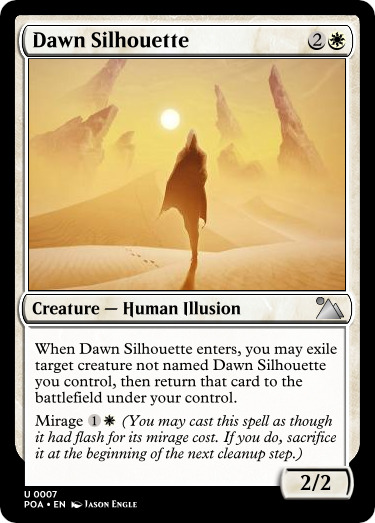 Dawn Silhouette 2
Creature — Human Illusion
When Dawn Silhouette enters, you may exile
target creature not named Dawn Silhouette
you control, then return that card to the
battlefield under your control.
Mirage 1 (You may cast this spell as though
it had flash for its mirage cost. If you do, sacrifice
it at the beginning of the next cleanup step.)
2/2
U 0007
POA • EN Jason Engle